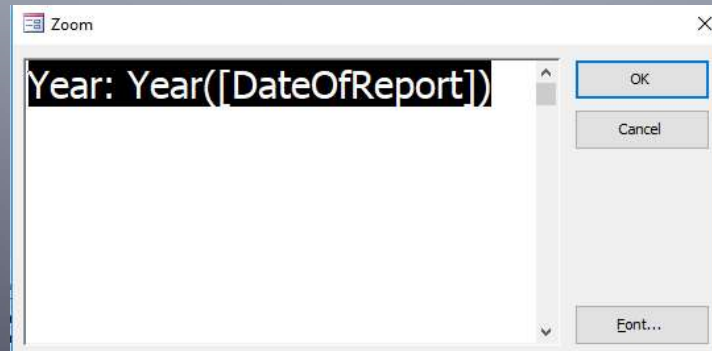 Zoom
Year: Year([DateOfReport])
OK
Cancel
Font...